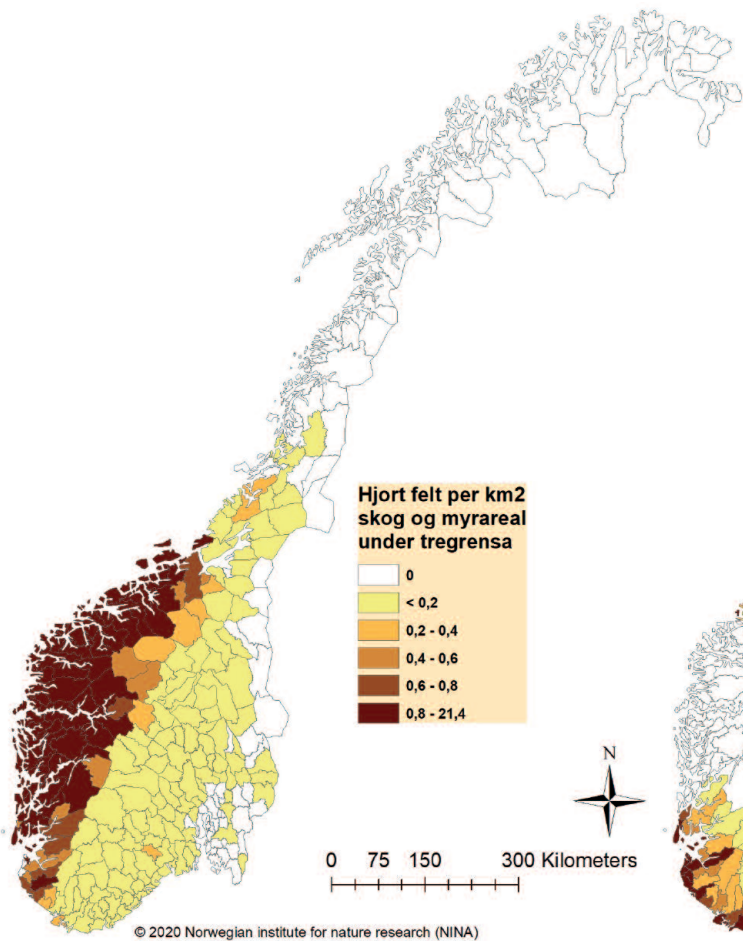 Hjort felt per km2
skog og myrareal
under tregrensa
0
< 0,2
0,2 - 0,4
0,4 - 0,6
0,6 - 0,8
0,8 - 21,4
N
0 75 150 300 Kilometers
© 2020 Norwegian institute for nature research (NINA)